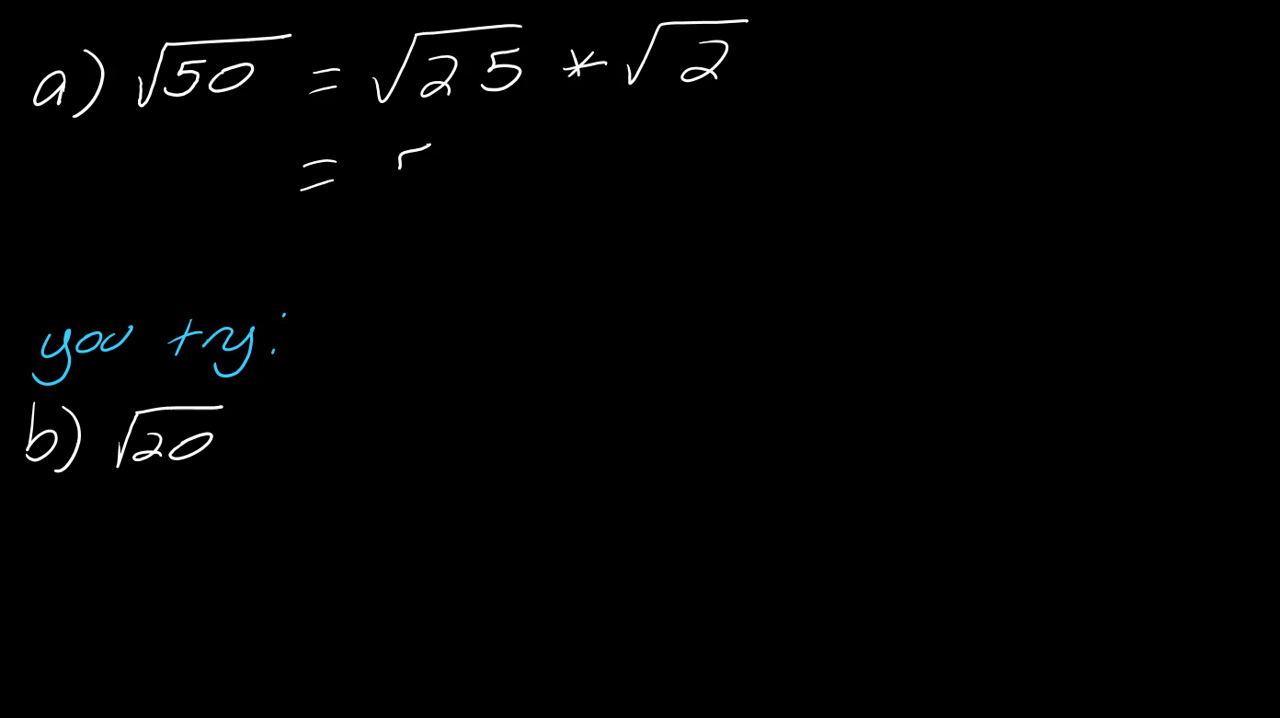 a) √50 = √25 * √2
=
you try:
b) √20